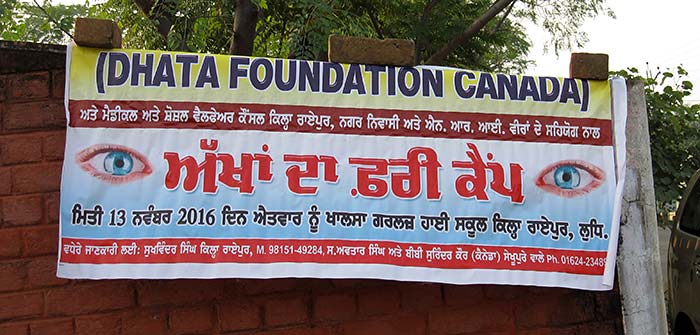 (DHATA FOUNDATION CANADA)
ਅਤੇ ਮੈਡੀਕਲ ਅਤੇ ਸ਼ੋਸ਼ਲ ਵੈਲਫੇਅਰ ਕੌਂਸਲ ਕਿਲ੍ਹਾ ਰਾਏਪੁਰ, ਨਗਰ ਨਿਵਾਸੀ ਅਤੇ ਐਨ. ਆਰ. ਆਈ. ਵੀਰਾਂ ਦੇ ਸਹਿਯੋਗ ਨਾਲ
ਅੱਖਾਂ ਦਾ ਫ਼ਰੀ ਕੈਂਪ
ਮਿਤੀ 13 ਨਵੰਬਰ 2016 ਦਿਨ ਐਤਵਾਰ ਨੂੰ ਖਾਲਸਾ ਗਰਲਜ਼ ਹਾਈ ਸਕੂਲ ਕਿਲ੍ਹਾ ਰਾਏਪੁਰ, ਲੁਧਿ.
ਵਧੇਰੇ ਜਾਣਕਾਰੀ ਲਈ: ਸੁਖਵਿੰਦਰ ਸਿੰਘ ਕਿਲ੍ਹਾ ਰਾਏਪੁਰ, M. 98151-49284, ਸ.ਅਵਤਾਰ ਸਿੰਘ ਅਤੇ ਬੀਬੀ ਸੁਰਿੰਦਰ ਕੌਰ (ਕੈਨੇਡਾ) ਸੇਖੂਪੁਰੇ ਵਾਲੇ Ph. 01624-23489